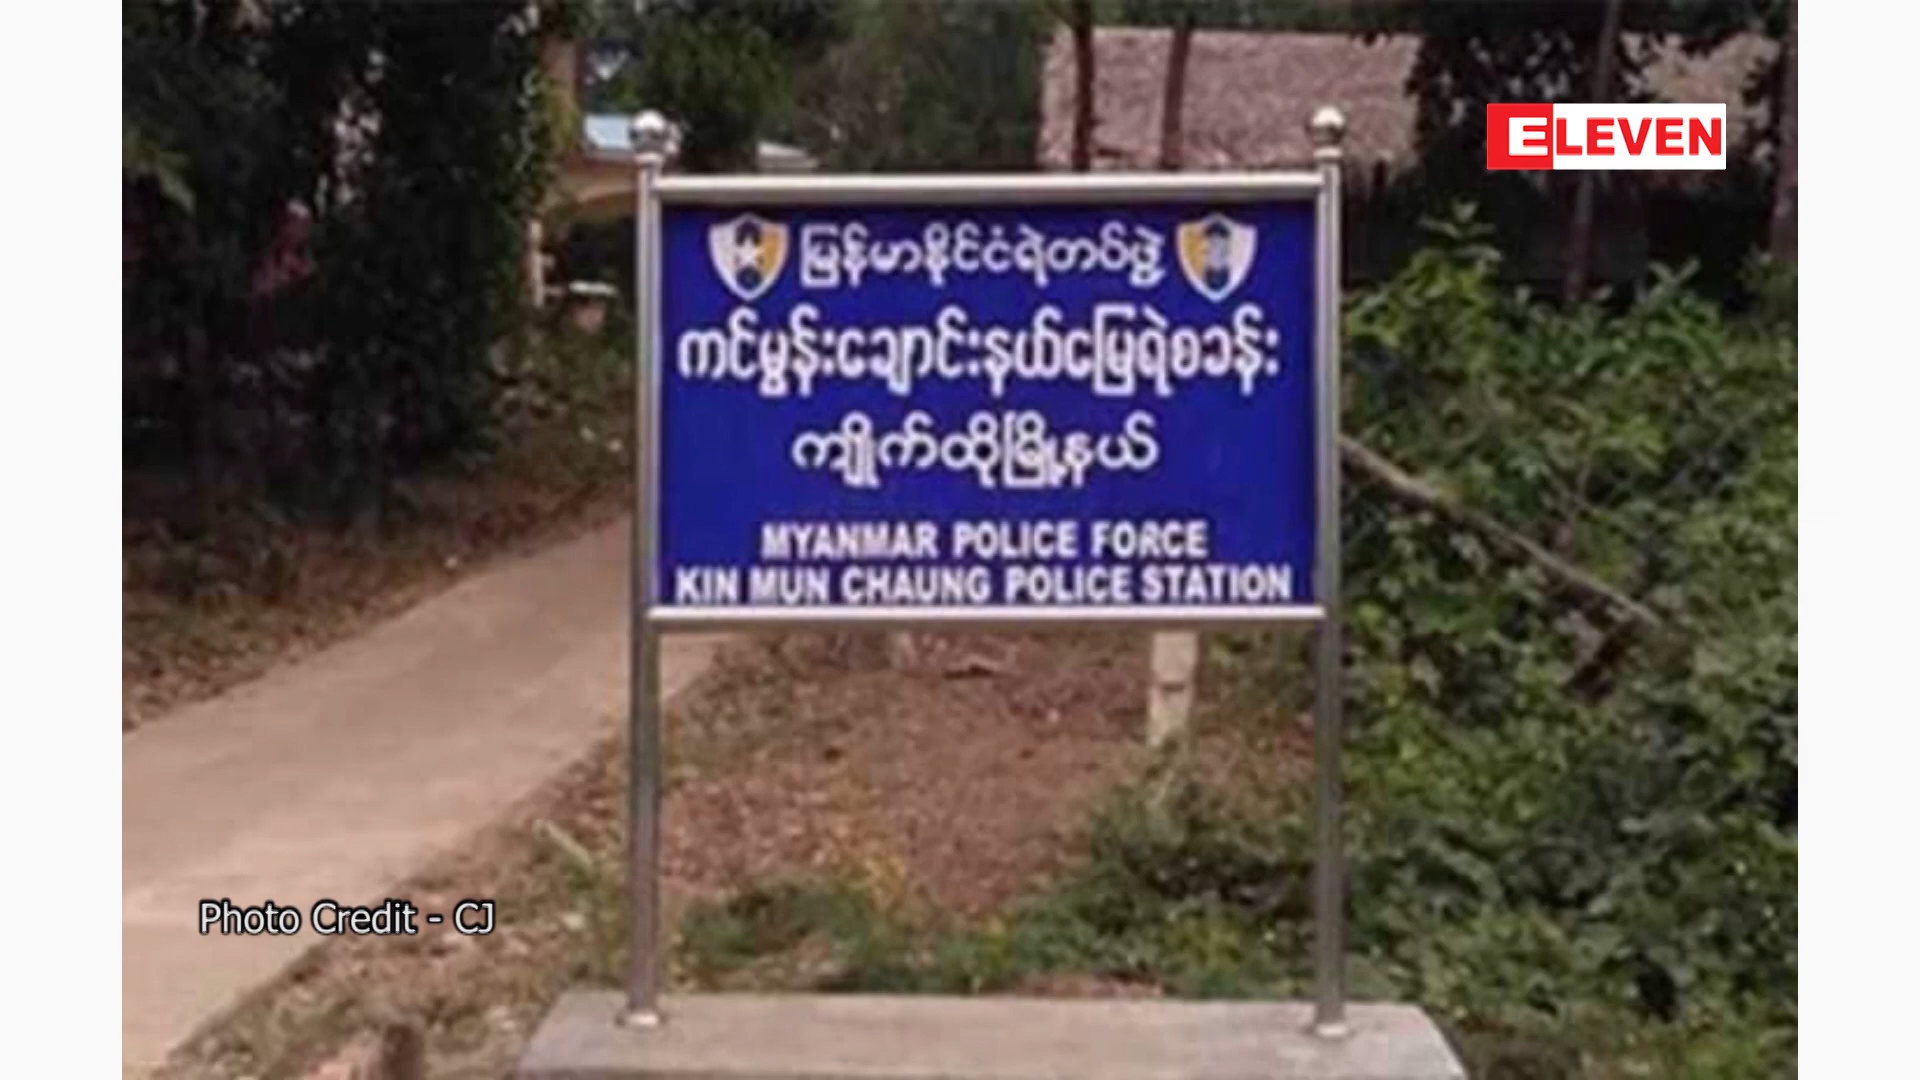 ELEVEN
မြန်မာနိုင်ငံရဲတပ်ဖွဲ့
ကင်မွန်းချောင်းနယ်မြေရဲစခန်း
ကျိုက်ထိုမြို့နယ်
MYANMAR POLICE FORCE
KIN MUN CHAUNG POLICE STATION
Photo Credit - CJ